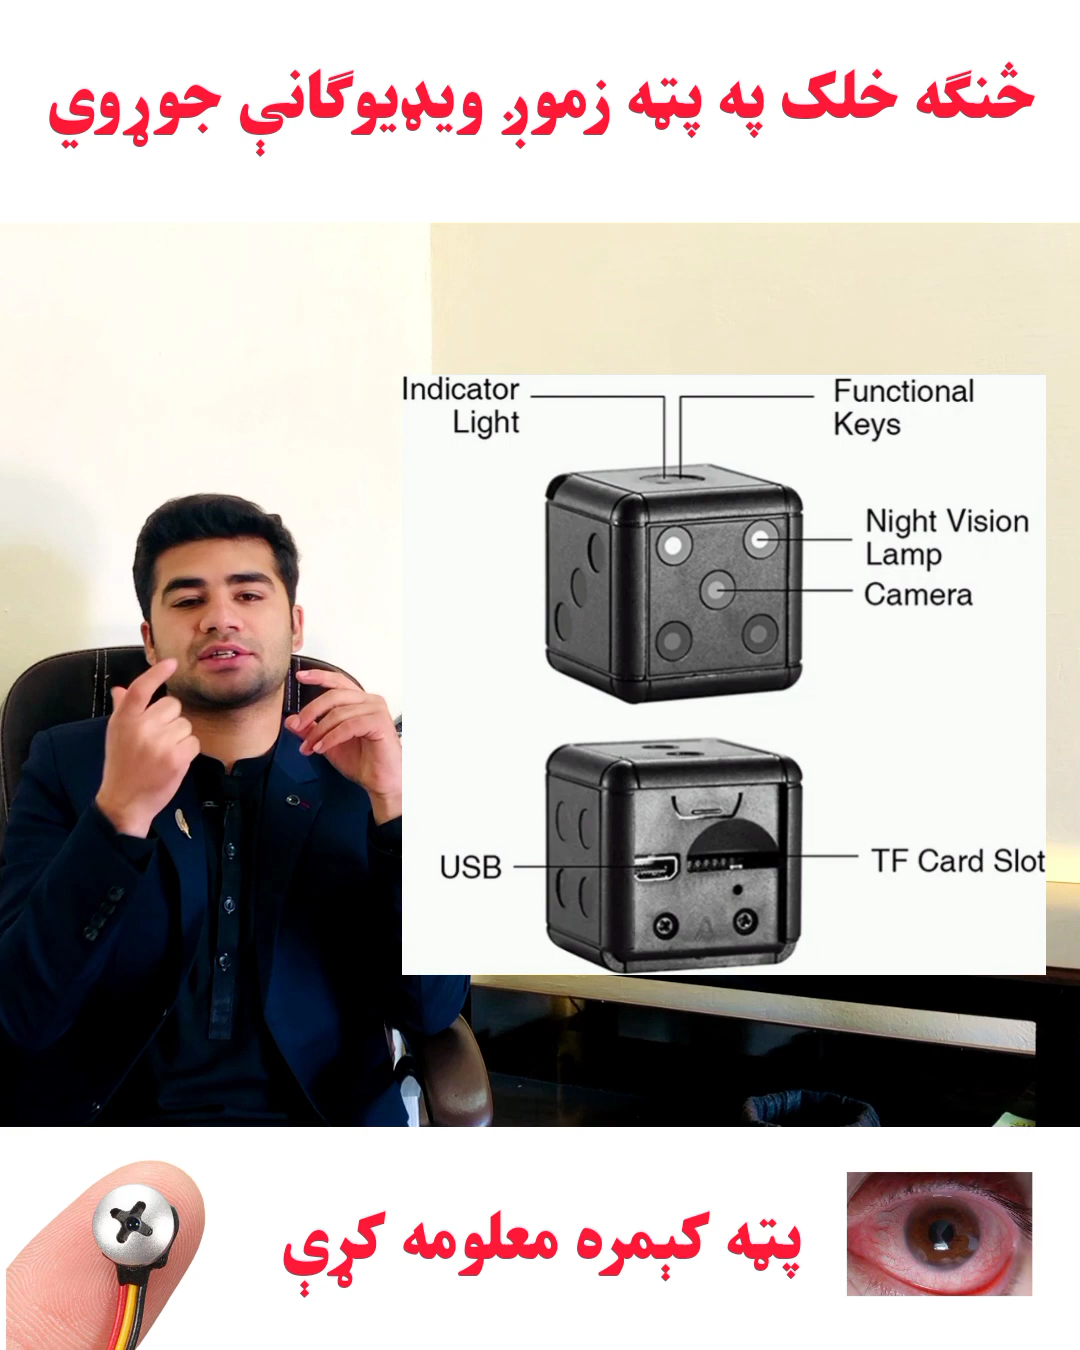 څنګه خلک په پټه زموږ ویډیوګانې جوړوي
Indicator
Light
Functional
Keys
Night Vision
Lamp
Camera
USB
TF Card Slot
پټه کېمره معلومه کړې